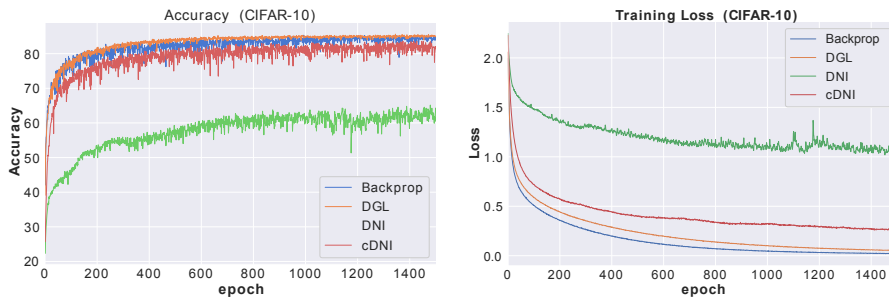 Accuracy (CIFAR-10)
Accuracy
80
70
60
50
40
30
20
0
200
400
600
800
1000
1200
1400
epoch
Backprop
DGL
DNI
cDNI
Training Loss (CIFAR-10)
Loss
2.0
1.5
1.0
0.5
0.0
0
200
400
600
800
1000
1200
1400
epoch
Backprop
DGL
DNI
cDNI